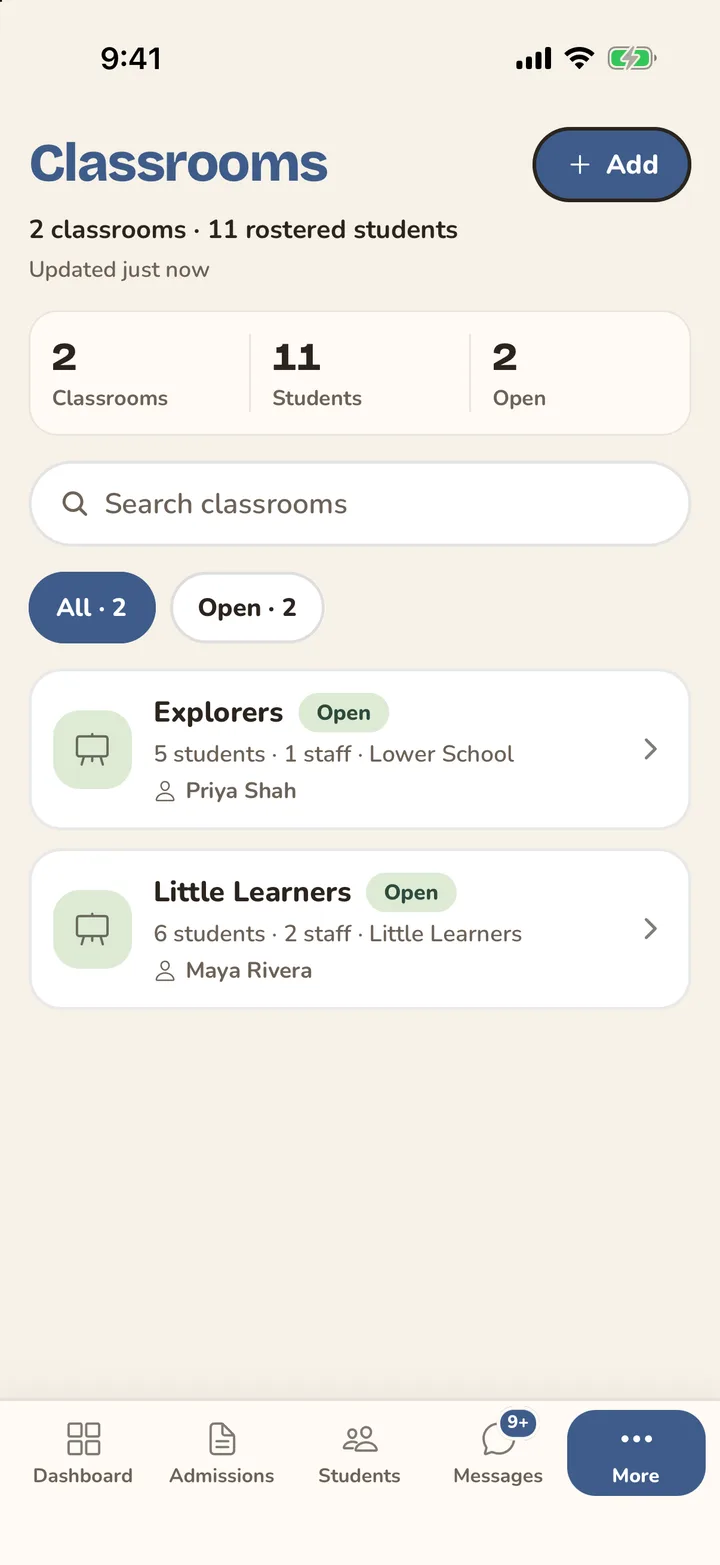 9:41
Classrooms
+ Add
2 classrooms · 11 rostered students
Updated just now
2
Classrooms
11
Students
2
Open
Search classrooms
All · 2
Open · 2
Explorers
Open
5 students · 1 staff · Lower School
Priya Shah
Little Learners
Open
6 students · 2 staff · Little Learners
Maya Rivera
Dashboard
Admissions
Students
9+
Messages
More